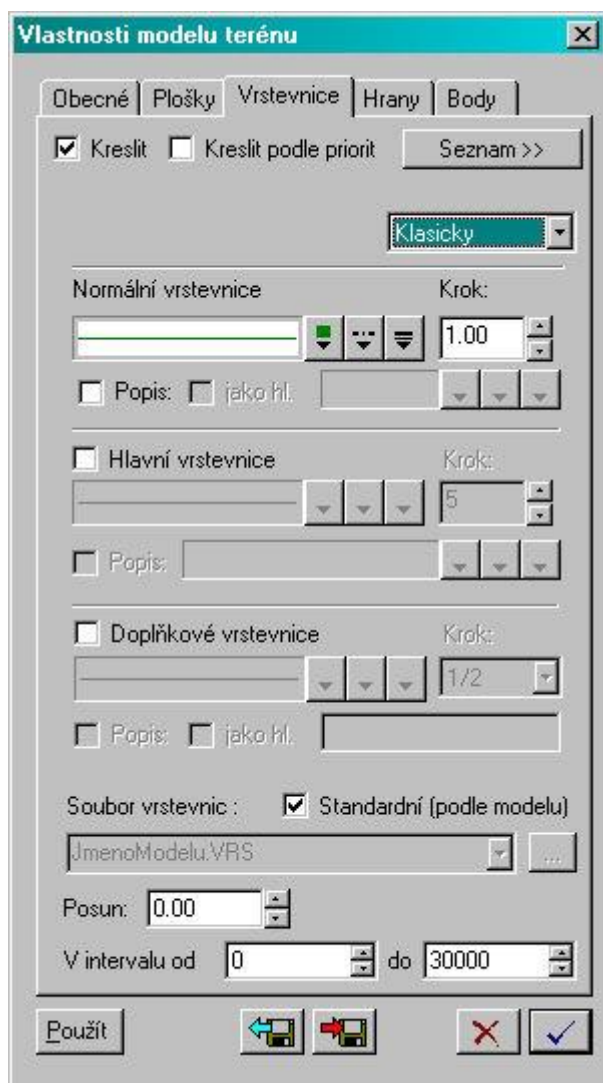 Vlastnosti modelu terénu
Obecné Plošky Vrstevnice Hrany Body
Kreslit Kreslit podle priorit Seznam >>
Klasicky
Normální vrstevnice Krok:
1.00
Popis: jako hl.
Hlavní vrstevnice Krok:
5
Popis:
Doplňkové vrstevnice Krok:
1/2
Popis: jako hl.
Soubor vrstevnic : Standardní (podle modelu)
JmenoModelu.VRS ...
Posun: 0.00
V intervalu od 0 do 30000
Použít